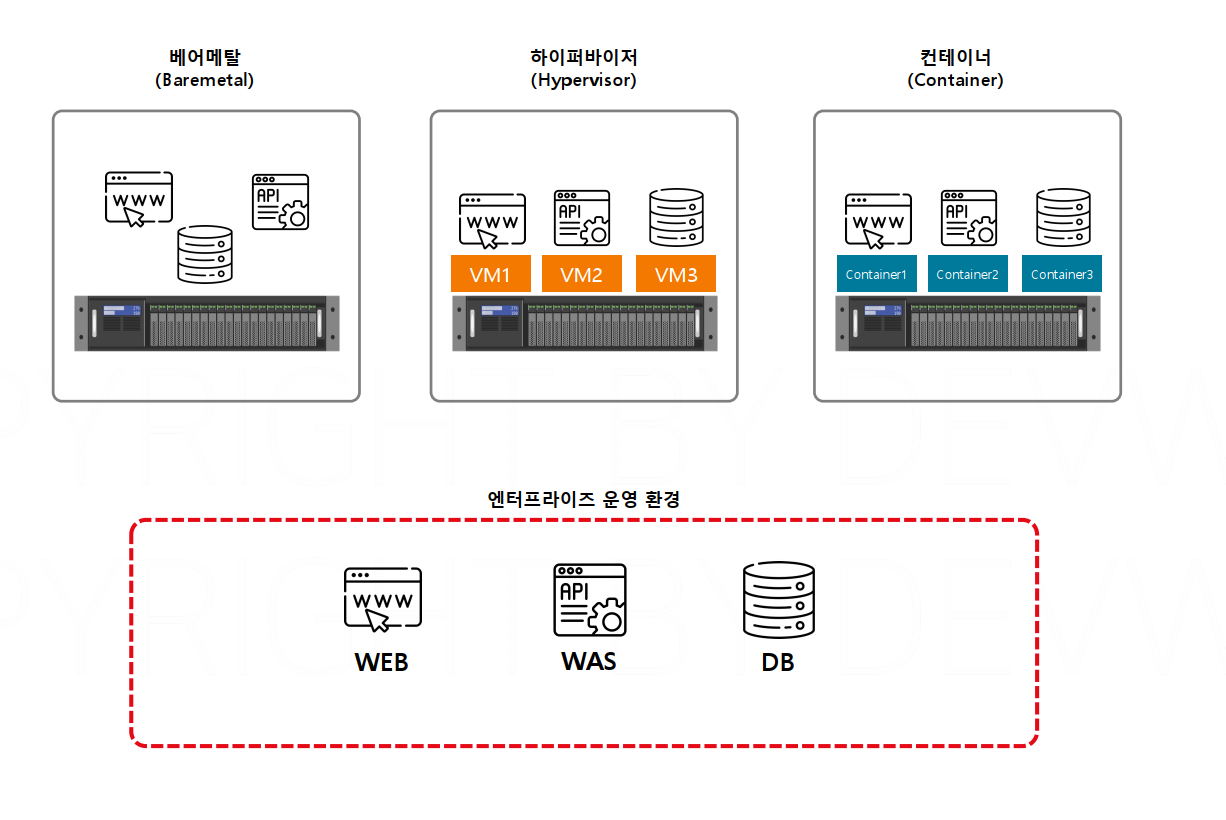 베어메탈
(Baremetal)
하이퍼바이저
(Hypervisor)
컨테이너
(Container)
WWW
API
WWW
API
WWW
API
VM1
VM2
VM3
Container1
Container2
Container3
PYRIGHT BY DEVW
엔터프라이즈 운영 환경
WWW
API
WEB
WAS
DB
PYRIGHT BY DEVW